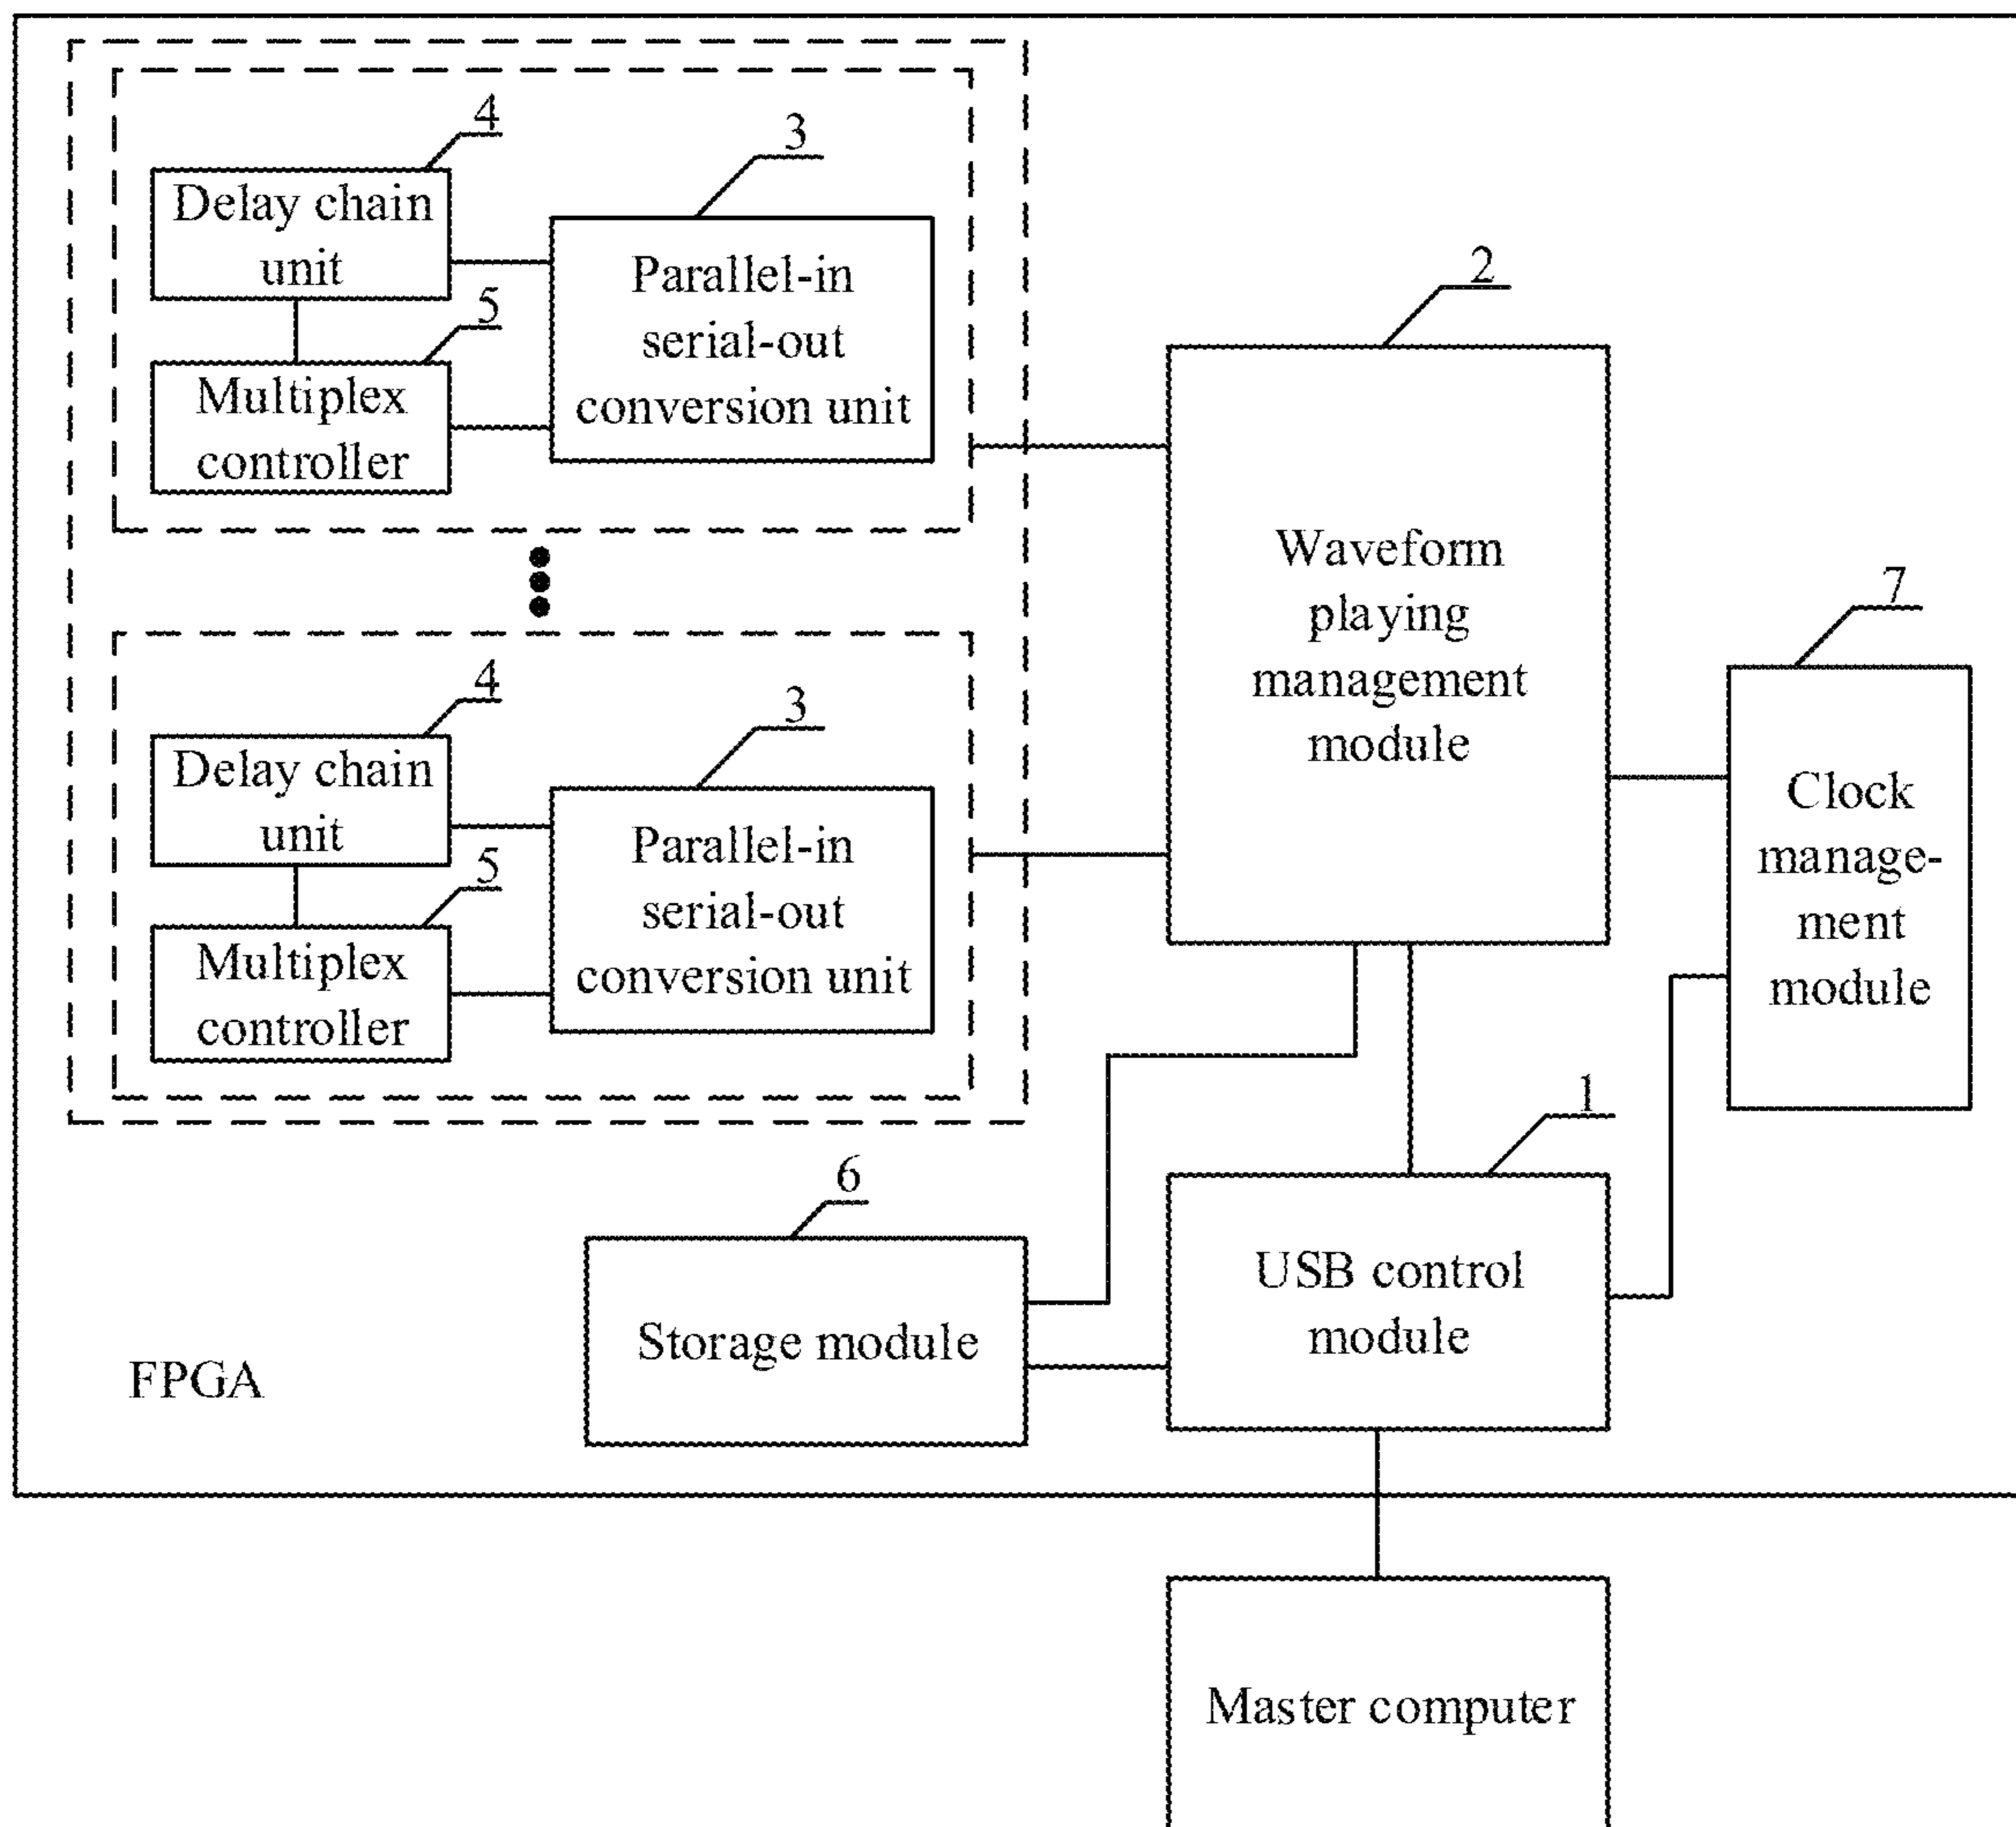 4
3
Delay chain
unit
Parallel-in
serial-out
conversion unit
5
Multiplex
controller
2
Waveform
playing
management
module
7
Clock
manage-
ment
module
4
3
Delay chain
unit
Parallel-in
serial-out
conversion unit
5
Multiplex
controller
1
USB control
module
6
Storage module
FPGA
Master computer